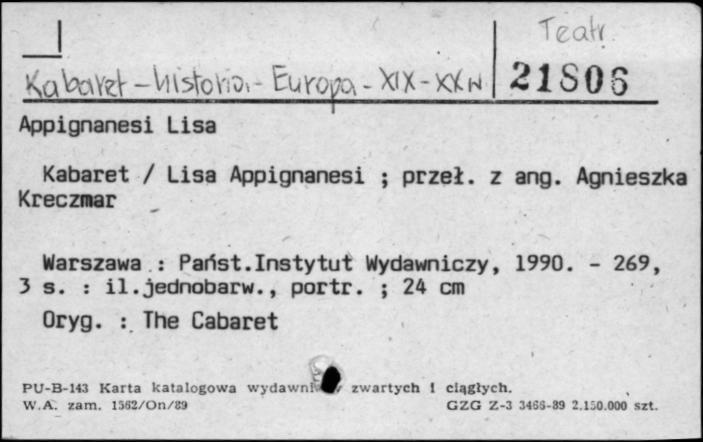 Teatr
Kabaret - historia - Europa - XIX - XX w
21806
Appignanesi Lisa
Kabaret / Lisa Appignanesi ; przeł. z ang. Agnieszka
Kreczmar
Warszawa : Państ.Instytut Wydawniczy, 1990. - 269,
3 s. : il.jednobarw., portr. ; 24 cm
Oryg. : The Cabaret
PU-B-143 Karta katalogowa zwartych i ciągłych.
W.A. zam. 1562/On/89 GZG Z-3 3466-89 2.150.000 szt.